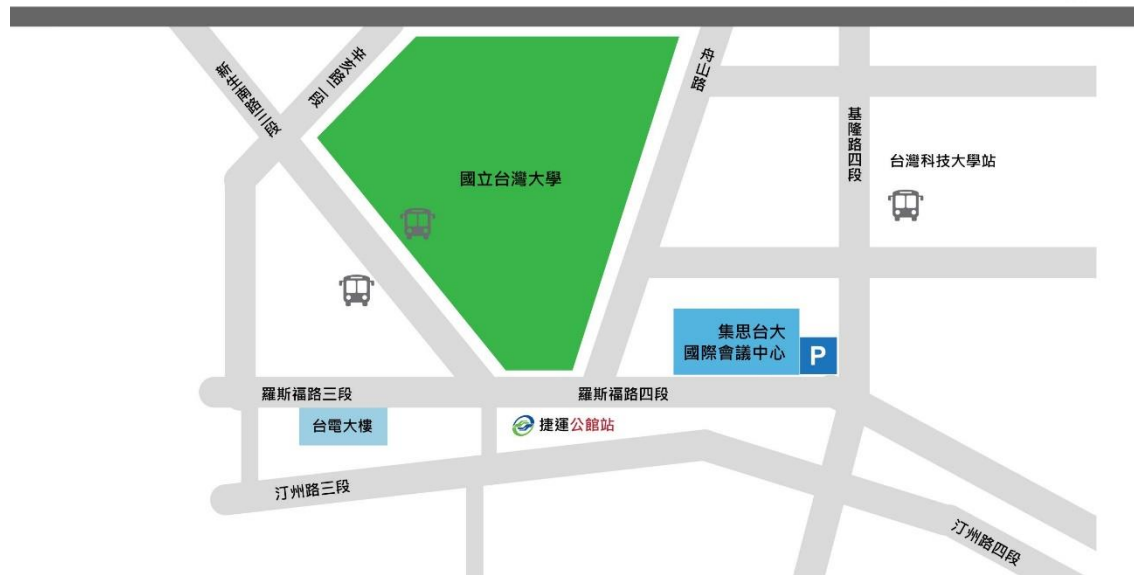 新生南路三段
辛亥路二段
舟山路
基隆路四段
國立台灣大學
台灣科技大學站
集思台大
國際會議中心
P
羅斯福路三段
羅斯福路四段
台電大樓
捷運公館站
汀州路三段
汀州路四段